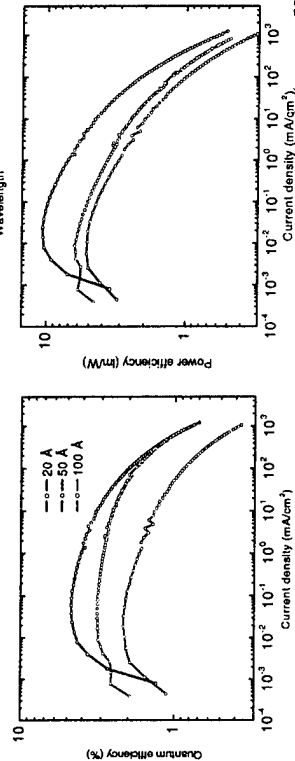 Wavelength
Quantum efficiency (%)
10
1
20 Å
50 Å
100 Å
10⁻⁴ 10⁻³ 10⁻² 10⁻¹ 10⁰ 10¹ 10² 10³
Current density (mA/cm²)
Power efficiency (lm/W)
10
1
10⁻⁴ 10⁻³ 10⁻² 10⁻¹ 10⁰ 10¹ 10² 10³
Current density (mA/cm²),